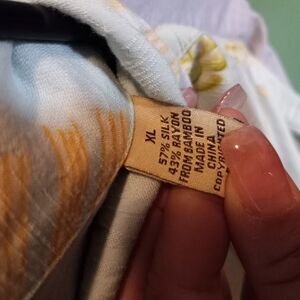 XL
57% SILK
43% RAYON
FROM BAMBOO
MADE IN
CHINA
COPYRIGHTED